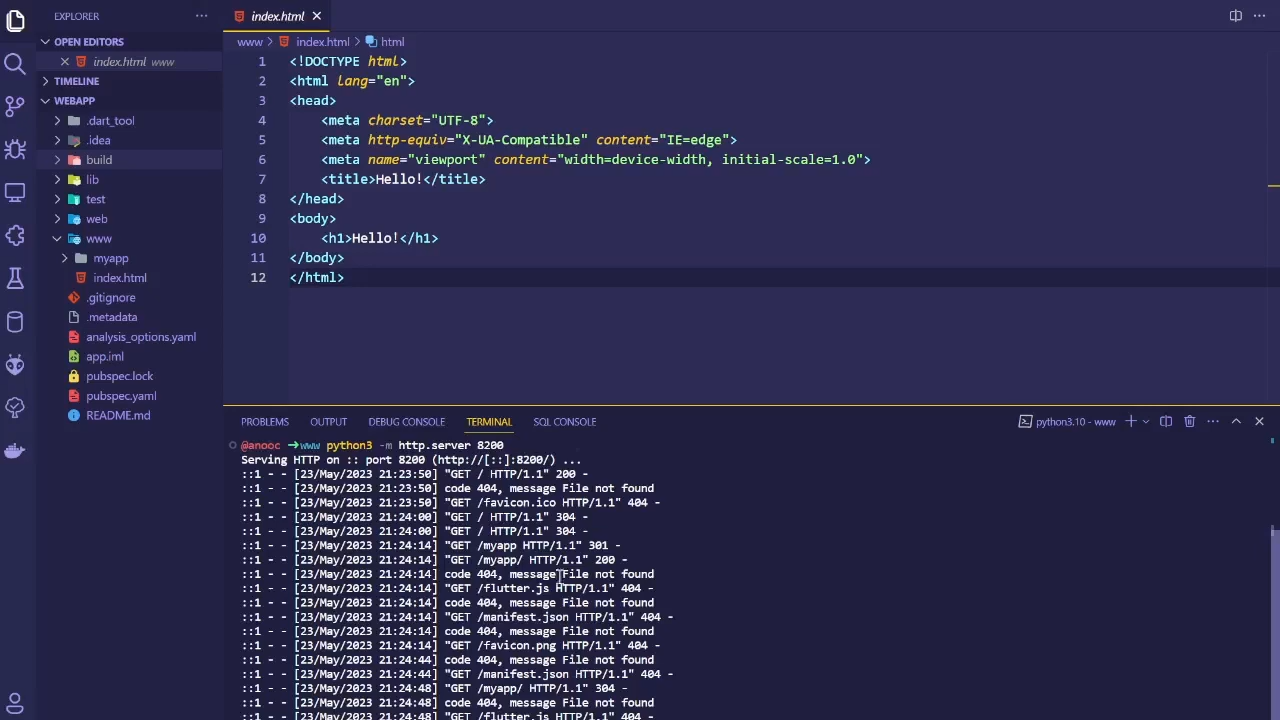 EXPLORER
OPEN EDITORS
index.html www
TIMELINE
WEBAPP
.dart_tool
.idea
build
lib
test
web
www
myapp
index.html
.gitignore
.metadata
analysis_options.yaml
app.iml
pubspec.lock
pubspec.yaml
README.md
index.html
www > index.html > html
1 <!DOCTYPE html>
2 <html lang="en">
3 <head>
4 <meta charset="UTF-8">
5 <meta http-equiv="X-UA-Compatible" content="IE=edge">
6 <meta name="viewport" content="width=device-width, initial-scale=1.0">
7 <title>Hello!</title>
8 </head>
9 <body>
10 <h1>Hello!</h1>
11 </body>
12 </html>
PROBLEMS OUTPUT DEBUG CONSOLE TERMINAL SQL CONSOLE python3.10 - www
@anooc ➜www python3 -m http.server 8200
Serving HTTP on :: port 8200 (http://[::]:8200/) ...
::1 - - [23/May/2023 21:23:50] "GET / HTTP/1.1" 200 -
::1 - - [23/May/2023 21:23:50] code 404, message File not found
::1 - - [23/May/2023 21:23:50] "GET /favicon.ico HTTP/1.1" 404 -
::1 - - [23/May/2023 21:24:00] "GET / HTTP/1.1" 304 -
::1 - - [23/May/2023 21:24:00] "GET / HTTP/1.1" 304 -
::1 - - [23/May/2023 21:24:14] "GET /myapp HTTP/1.1" 301 -
::1 - - [23/May/2023 21:24:14] "GET /myapp/ HTTP/1.1" 200 -
::1 - - [23/May/2023 21:24:14] code 404, message File not found
::1 - - [23/May/2023 21:24:14] "GET /flutter.js HTTP/1.1" 404 -
::1 - - [23/May/2023 21:24:14] code 404, message File not found
::1 - - [23/May/2023 21:24:14] "GET /manifest.json HTTP/1.1" 404 -
::1 - - [23/May/2023 21:24:14] code 404, message File not found
::1 - - [23/May/2023 21:24:14] "GET /favicon.png HTTP/1.1" 404 -
::1 - - [23/May/2023 21:24:44] code 404, message File not found
::1 - - [23/May/2023 21:24:44] "GET /manifest.json HTTP/1.1" 404 -
::1 - - [23/May/2023 21:24:48] "GET /myapp/ HTTP/1.1" 304 -
::1 - - [23/May/2023 21:24:48] code 404, message File not found
::1 - - [23/May/2023 21:24:48] "GET /flutter.js HTTP/1.1" 404 -